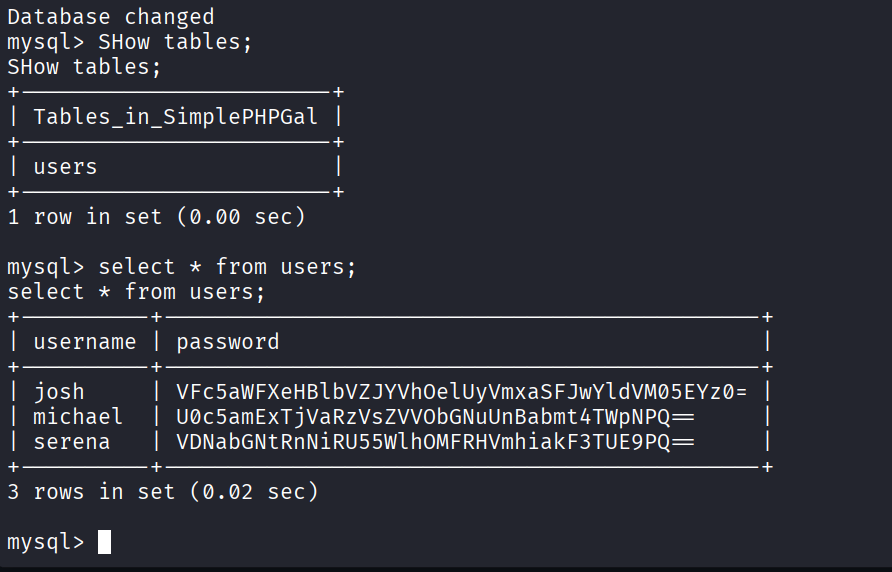 Database changed
mysql> SHow tables;
SHow tables;
+------------------------+
| Tables_in_SimplePHPGal |
+------------------------+
| users                  |
+------------------------+
1 row in set (0.00 sec)

mysql> select * from users;
select * from users;
+----------+----------------------------------------------+
| username | password                                     |
+----------+----------------------------------------------+
| josh     | VFc5aWFXeHBlbVZJYVhOelUyVmxaSFJwYldVM05EYz0= |
| michael  | U0c5amExTjVaRzVsZVVObGNuUnBabmt4TWpNPQ==     |
| serena   | VDNabGNtRnNiRU55WlhOMFRHVmhiakF3TUE9PQ==     |
+----------+----------------------------------------------+
3 rows in set (0.02 sec)

mysql>